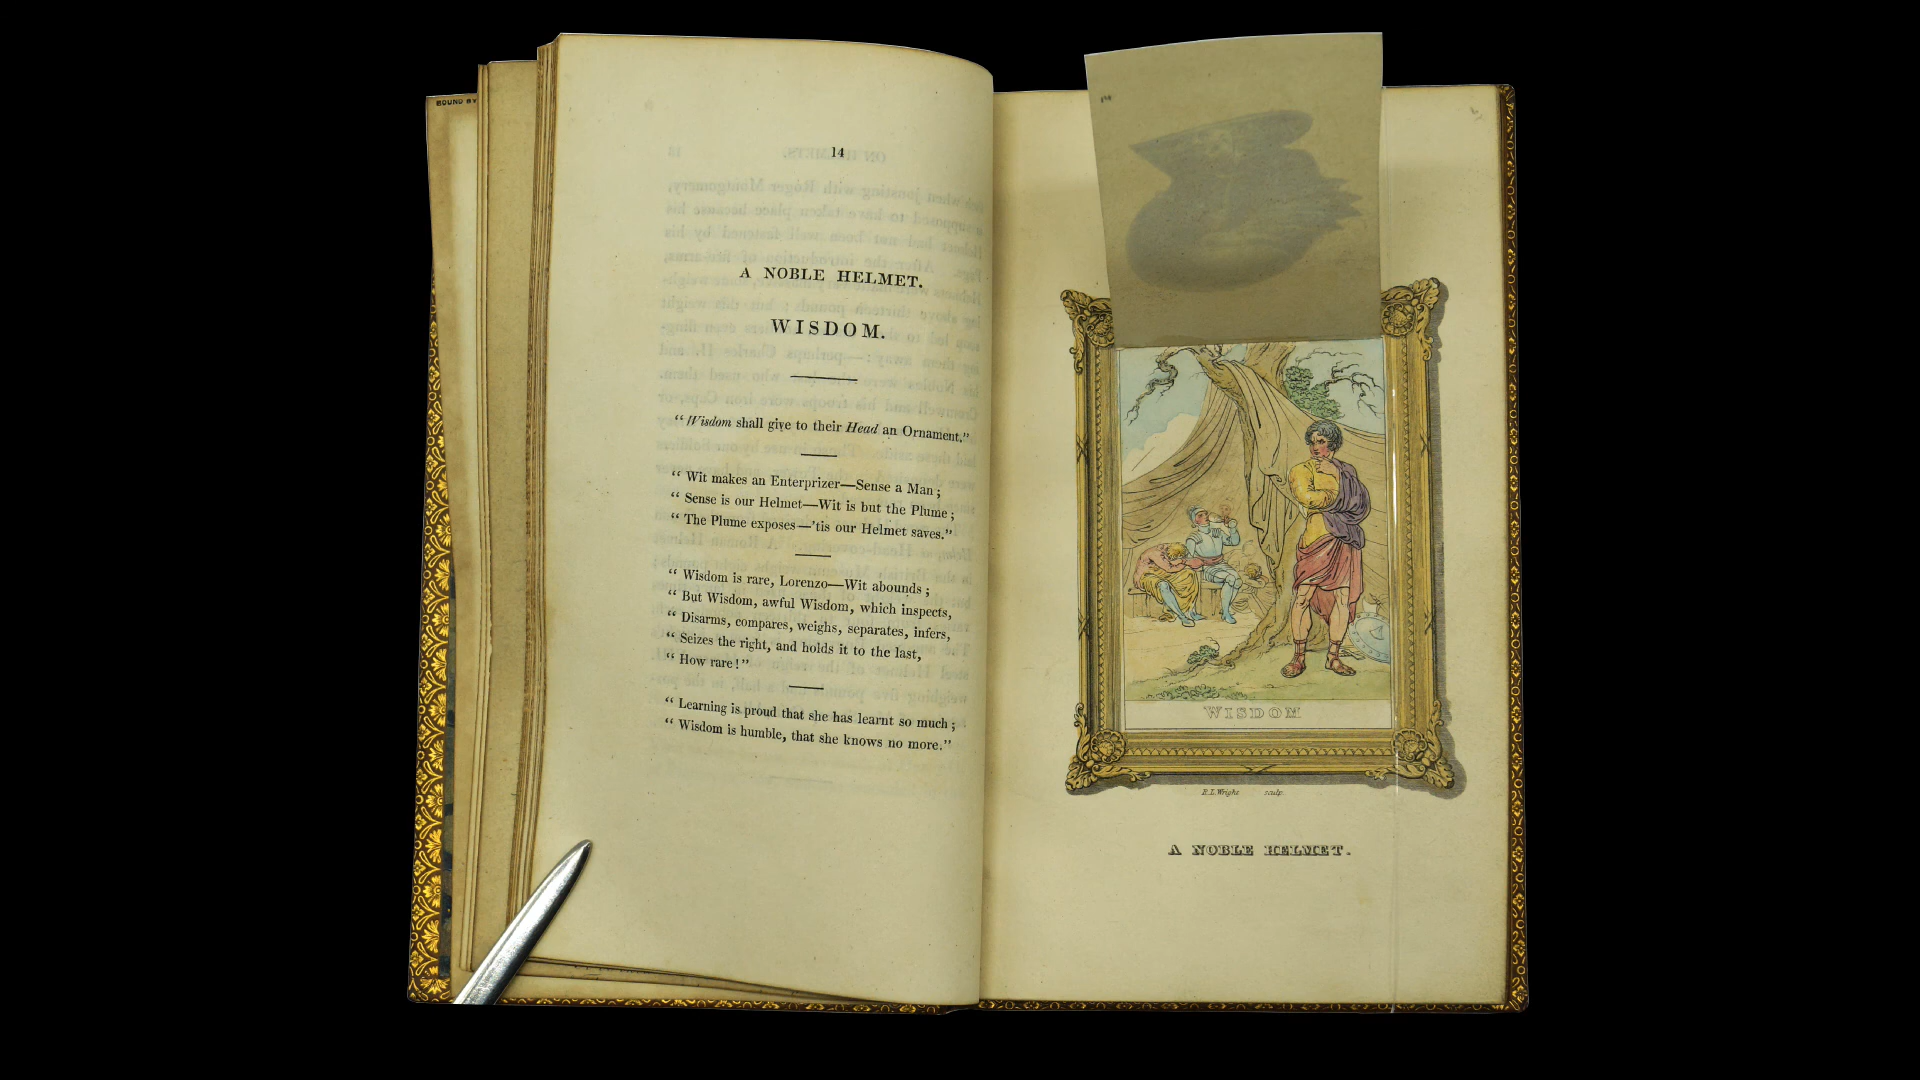 BOUND BY
14
A NOBLE HELMET.
WISDOM.
“ Wisdom shall give to their Head an Ornament.”
“ Wit makes an Enterprizer—Sense a Man ;
“ Sense is our Helmet—Wit is but the Plume ;
“ The Plume exposes—’tis our Helmet saves.”
“ Wisdom is rare, Lorenzo—Wit abounds ;
“ But Wisdom, awful Wisdom, which inspects,
“ Disarms, compares, weighs, separates, infers,
“ Seizes the right, and holds it to the last,
“ How rare ! ”
“ Learning is proud that she has learnt so much ;
“ Wisdom is humble, that she knows no more.”
WISDOM
R.L. Wright sculp.
A NOBLE HELMET.